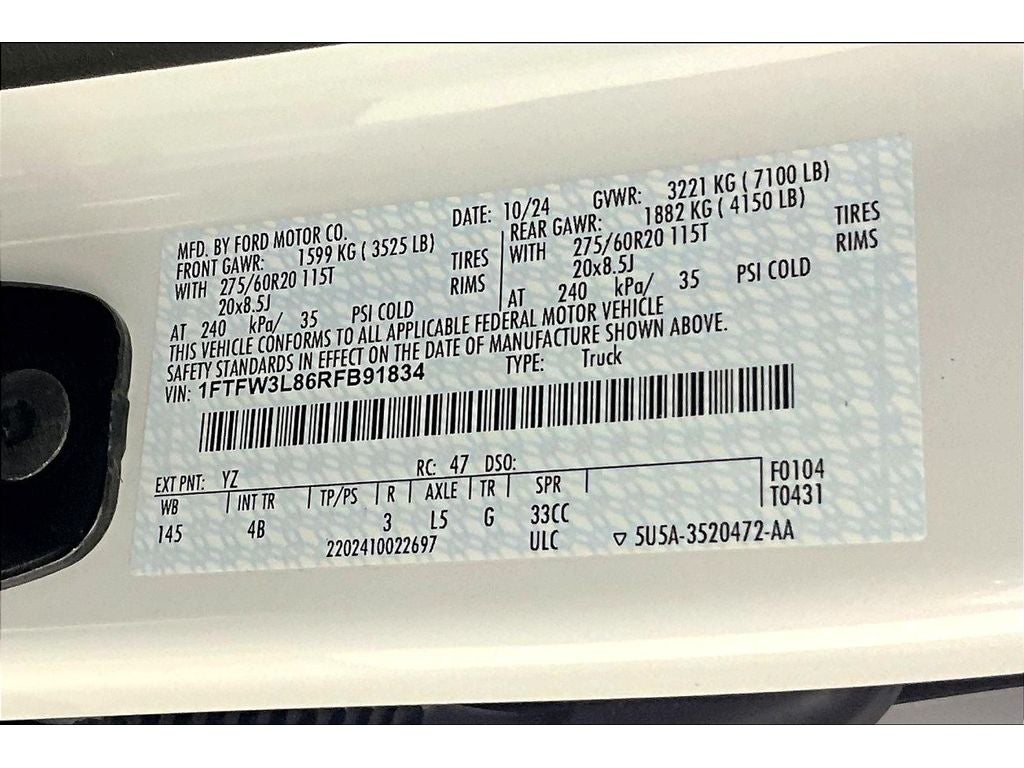 MFD. BY FORD MOTOR CO. DATE: 10/24 GVWR: 3221 KG ( 7100 LB)
FRONT GAWR: 1599 KG ( 3525 LB) REAR GAWR: 1882 KG ( 4150 LB)
WITH 275/60R20 115T TIRES WITH 275/60R20 115T TIRES
20x8.5J RIMS 20x8.5J RIMS
AT 240 kPa/ 35 PSI COLD AT 240 kPa/ 35 PSI COLD
THIS VEHICLE CONFORMS TO ALL APPLICABLE FEDERAL MOTOR VEHICLE
SAFETY STANDARDS IN EFFECT ON THE DATE OF MANUFACTURE SHOWN ABOVE.
VIN: 1FTFW3L86RFB91834 TYPE: Truck
EXT PNT: YZ RC: 47 DSO: F0104
WB INT TR TP/PS R AXLE TR SPR T0431
145 4B 3 L5 G 33CC
2202410022697 ULC ▽ 5U5A-3520472-AA